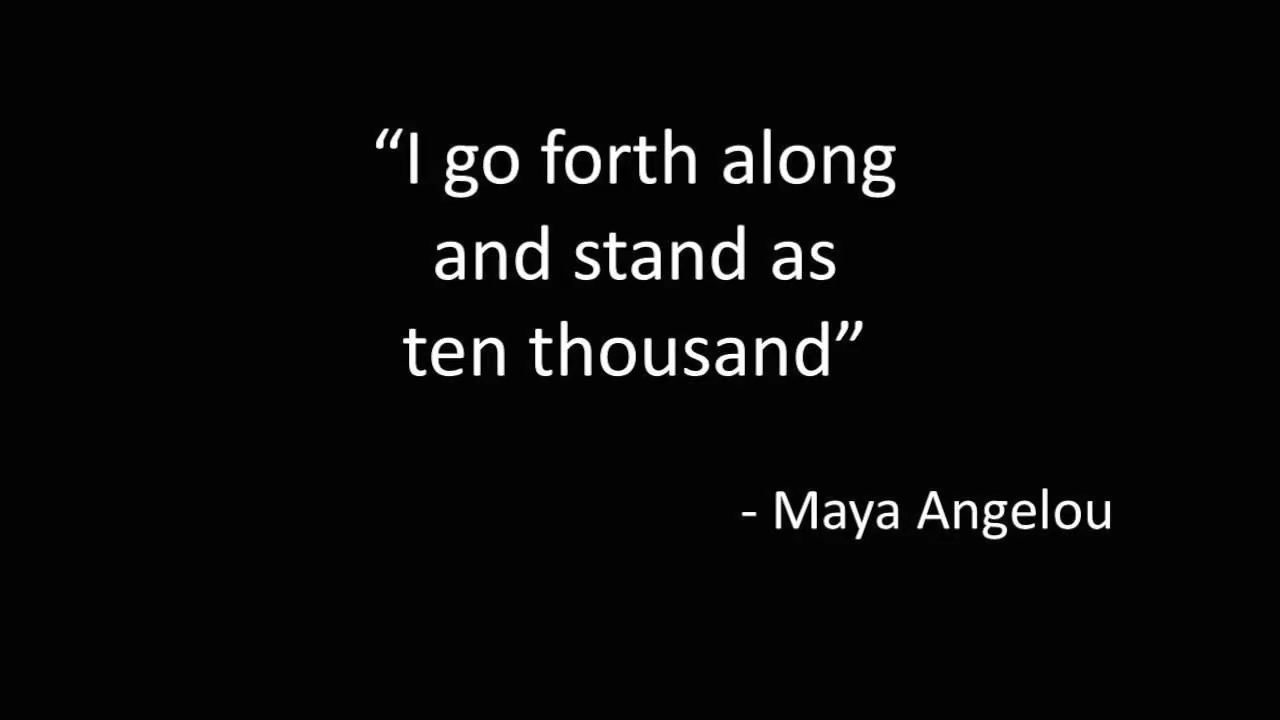 “I go forth along
and stand as
ten thousand”
- Maya Angelou